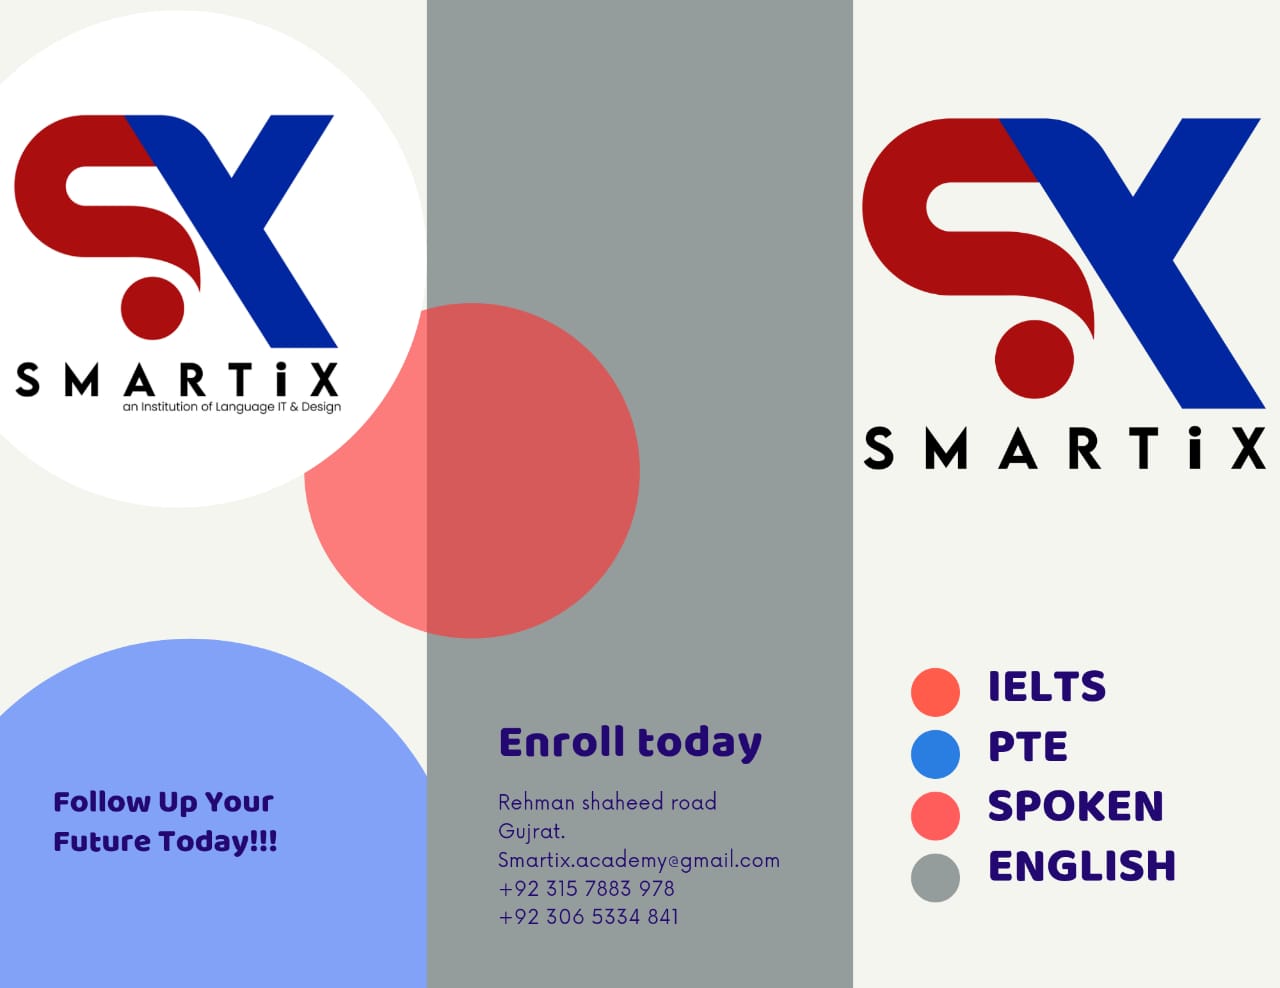 SMARTiX
an Institution of Language IT & Design
Follow Up Your
Future Today!!!
Enroll today
Rehman shaheed road
Gujrat.
Smartix.academy@gmail.com
+92 315 7883 978
+92 306 5334 841
SMARTiX
IELTS
PTE
SPOKEN
ENGLISH